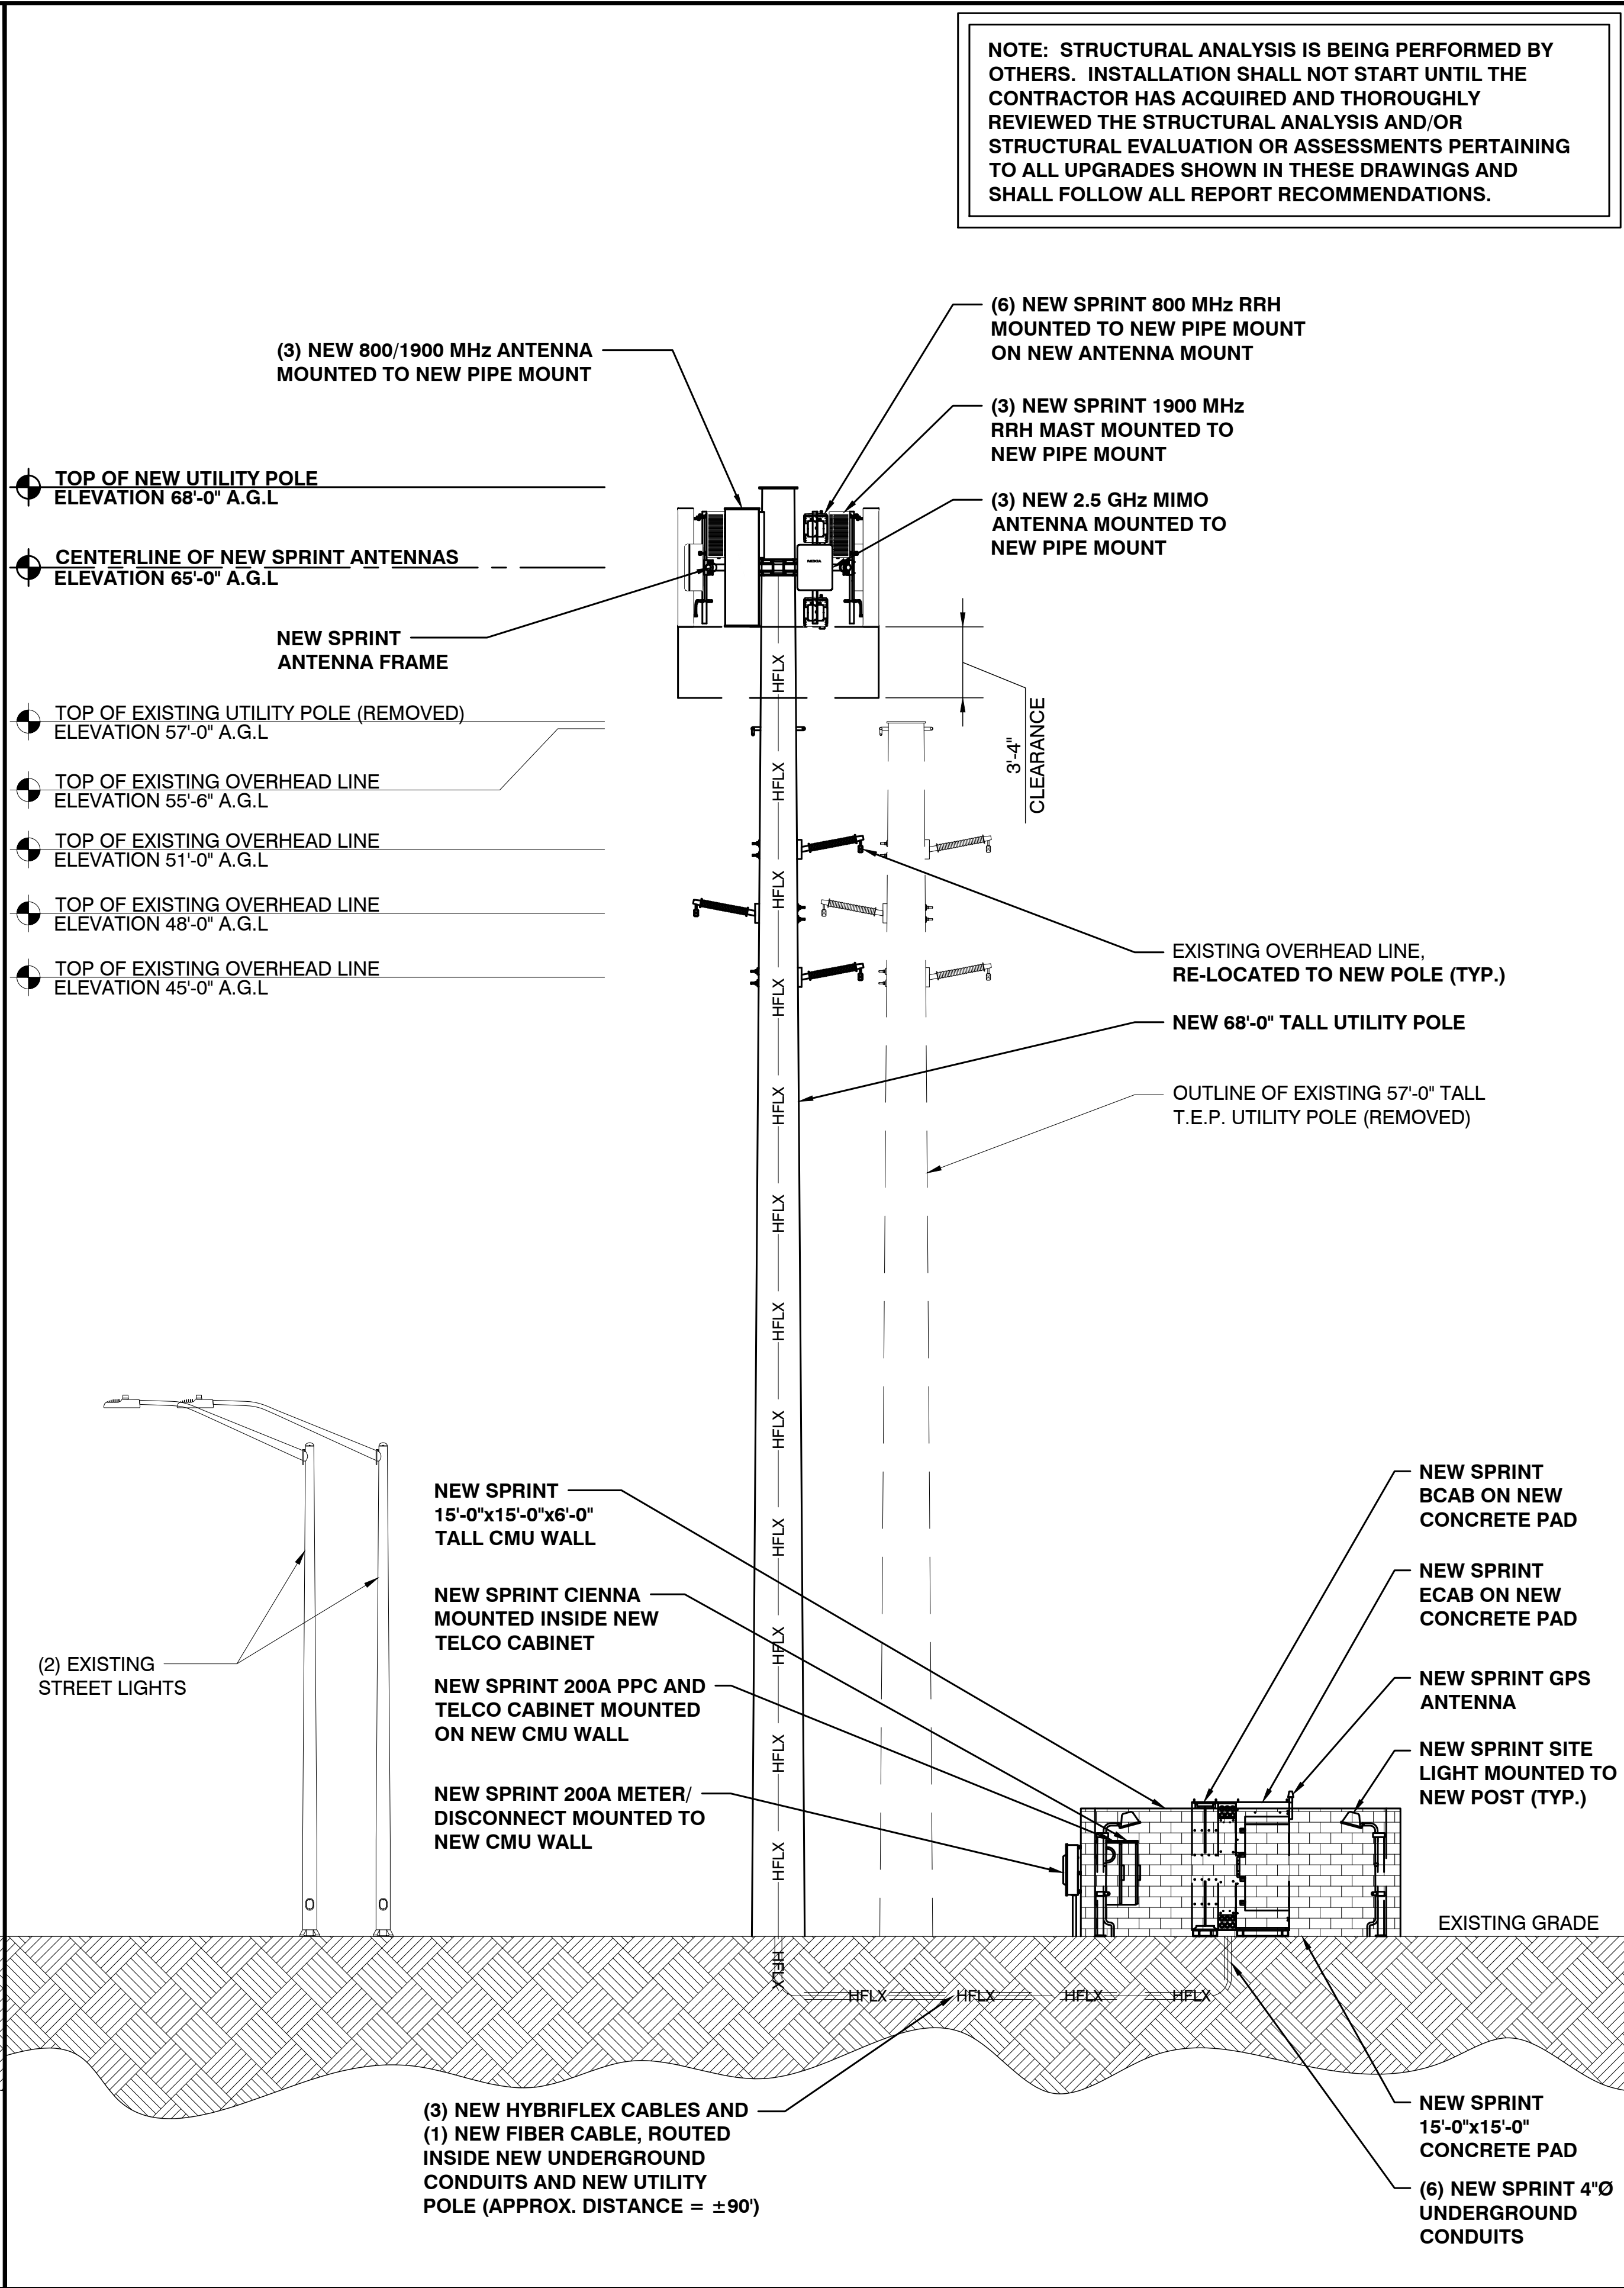 NOTE: STRUCTURAL ANALYSIS IS BEING PERFORMED BY
OTHERS. INSTALLATION SHALL NOT START UNTIL THE
CONTRACTOR HAS ACQUIRED AND THOROUGHLY
REVIEWED THE STRUCTURAL ANALYSIS AND/OR
STRUCTURAL EVALUATION OR ASSESSMENTS PERTAINING
TO ALL UPGRADES SHOWN IN THESE DRAWINGS AND
SHALL FOLLOW ALL REPORT RECOMMENDATIONS.
(3) NEW 800/1900 MHz ANTENNA
MOUNTED TO NEW PIPE MOUNT
(6) NEW SPRINT 800 MHz RRH
MOUNTED TO NEW PIPE MOUNT
ON NEW ANTENNA MOUNT
(3) NEW SPRINT 1900 MHz
RRH MAST MOUNTED TO
NEW PIPE MOUNT
(3) NEW 2.5 GHz MIMO
ANTENNA MOUNTED TO
NEW PIPE MOUNT
TOP OF NEW UTILITY POLE
ELEVATION 68'-0" A.G.L
CENTERLINE OF NEW SPRINT ANTENNAS
ELEVATION 65'-0" A.G.L
NOKIA
NEW SPRINT
ANTENNA FRAME
TOP OF EXISTING UTILITY POLE (REMOVED)
ELEVATION 57'-0" A.G.L
TOP OF EXISTING OVERHEAD LINE
ELEVATION 55'-6" A.G.L
TOP OF EXISTING OVERHEAD LINE
ELEVATION 51'-0" A.G.L
TOP OF EXISTING OVERHEAD LINE
ELEVATION 48'-0" A.G.L
TOP OF EXISTING OVERHEAD LINE
ELEVATION 45'-0" A.G.L
3'-4"
CLEARANCE
HFLX
HFLX
HFLX
HFLX
HFLX
HFLX
HFLX
HFLX
HFLX
HFLX
HFLX
HFLX
EXISTING OVERHEAD LINE,
RE-LOCATED TO NEW POLE (TYP.)
NEW 68'-0" TALL UTILITY POLE
OUTLINE OF EXISTING 57'-0" TALL
T.E.P. UTILITY POLE (REMOVED)
(2) EXISTING
STREET LIGHTS
NEW SPRINT
15'-0"x15'-0"x6'-0"
TALL CMU WALL
NEW SPRINT CIENNA
MOUNTED INSIDE NEW
TELCO CABINET
NEW SPRINT 200A PPC AND
TELCO CABINET MOUNTED
ON NEW CMU WALL
NEW SPRINT 200A METER/
DISCONNECT MOUNTED TO
NEW CMU WALL
NEW SPRINT
BCAB ON NEW
CONCRETE PAD
NEW SPRINT
ECAB ON NEW
CONCRETE PAD
NEW SPRINT GPS
ANTENNA
NEW SPRINT SITE
LIGHT MOUNTED TO
NEW POST (TYP.)
EXISTING GRADE
HFLX
HFLX
HFLX
HFLX
HFLX
(3) NEW HYBRIFLEX CABLES AND
(1) NEW FIBER CABLE, ROUTED
INSIDE NEW UNDERGROUND
CONDUITS AND NEW UTILITY
POLE (APPROX. DISTANCE = ±90')
NEW SPRINT
15'-0"x15'-0"
CONCRETE PAD
(6) NEW SPRINT 4"Ø
UNDERGROUND
CONDUITS